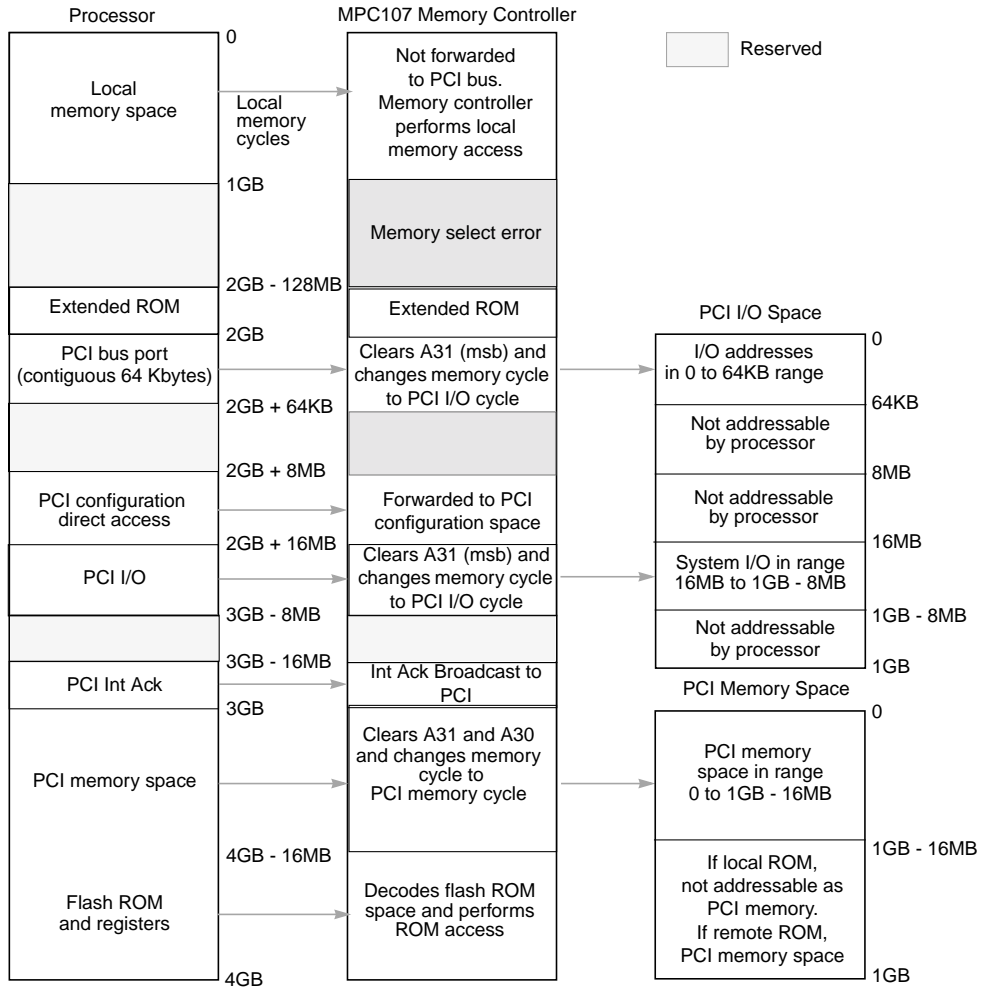 Processor
MPC107 Memory Controller
0
Reserved
Local
memory space
Local
memory
cycles
Not forwarded
to PCI bus.
Memory controller
performs local
memory access
1GB
Memory select error
2GB - 128MB
Extended ROM
Extended ROM
2GB
PCI bus port
(contiguous 64 Kbytes)
Clears A31 (msb) and
changes memory cycle
to PCI I/O cycle
2GB + 64KB
2GB + 8MB
PCI configuration
direct access
Forwarded to PCI
configuration space
2GB + 16MB
PCI I/O
Clears A31 (msb) and
changes memory cycle
to PCI I/O cycle
3GB - 8MB
3GB - 16MB
PCI Int Ack
Int Ack Broadcast to
PCI
3GB
PCI memory space
Clears A31 and A30
and changes memory
cycle to
PCI memory cycle
4GB - 16MB
Flash ROM
and registers
Decodes flash ROM
space and performs
ROM access
4GB
PCI I/O Space
0
I/O addresses
in 0 to 64KB range
64KB
Not addressable
by processor
8MB
Not addressable
by processor
16MB
System I/O in range
16MB to 1GB - 8MB
1GB - 8MB
Not addressable
by processor
1GB
PCI Memory Space
0
PCI memory
space in range
0 to 1GB - 16MB
1GB - 16MB
If local ROM,
not addressable as
PCI memory.
If remote ROM,
PCI memory space
1GB